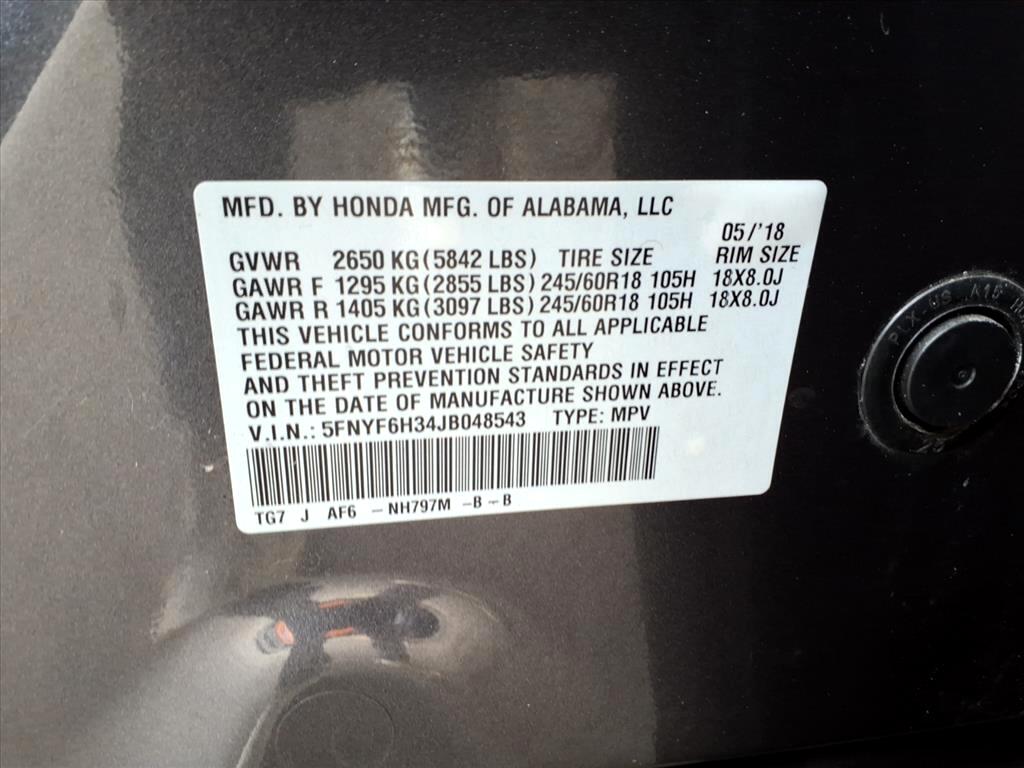 MFD. BY HONDA MFG. OF ALABAMA, LLC
05/'18
GVWR 2650 KG(5842 LBS) TIRE SIZE RIM SIZE
GAWR F 1295 KG(2855 LBS)245/60R18 105H 18X8.0J
GAWR R 1405 KG(3097 LBS)245/60R18 105H 18X8.0J
THIS VEHICLE CONFORMS TO ALL APPLICABLE
FEDERAL MOTOR VEHICLE SAFETY
AND THEFT PREVENTION STANDARDS IN EFFECT
ON THE DATE OF MANUFACTURE SHOWN ABOVE.
V.I.N.: 5FNYF6H34JB048543 TYPE: MPV
TG7 J AF6 - NH797M -B - B